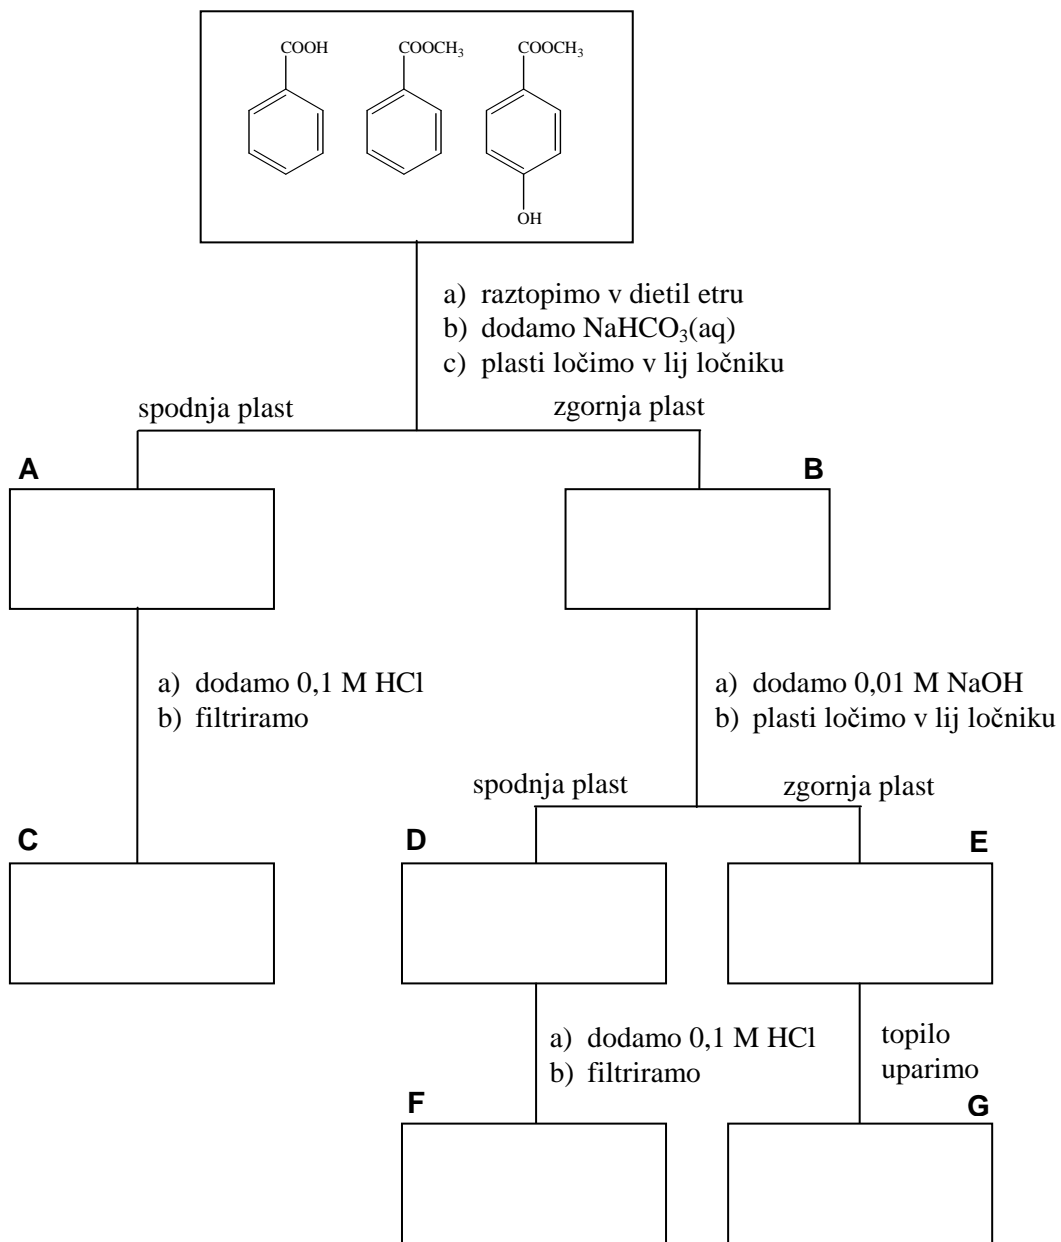 COOH
COOCH₃
COOCH₃
OH
a) raztopimo v dietil etru
b) dodamo NaHCO₃(aq)
c) plasti ločimo v lij ločniku
spodnja plast
zgornja plast
A
B
a) dodamo 0,1 M HCl
b) filtriramo
a) dodamo 0,01 M NaOH
b) plasti ločimo v lij ločniku
spodnja plast
zgornja plast
C
D
E
a) dodamo 0,1 M HCl
b) filtriramo
topilo
uparimo
F
G